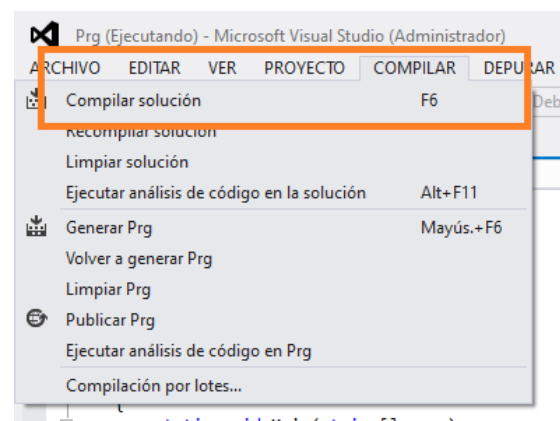 Prg (Ejecutando) - Microsoft Visual Studio (Administrador)
ARCHIVO EDITAR VER PROYECTO COMPILAR DEPURAR
Compilar solución F6 Deb
Recompilar solución
Limpiar solución
Ejecutar análisis de código en la solución Alt+F11
Generar Prg Mayús.+F6
Volver a generar Prg
Limpiar Prg
Publicar Prg
Ejecutar análisis de código en Prg
Compilación por lotes...